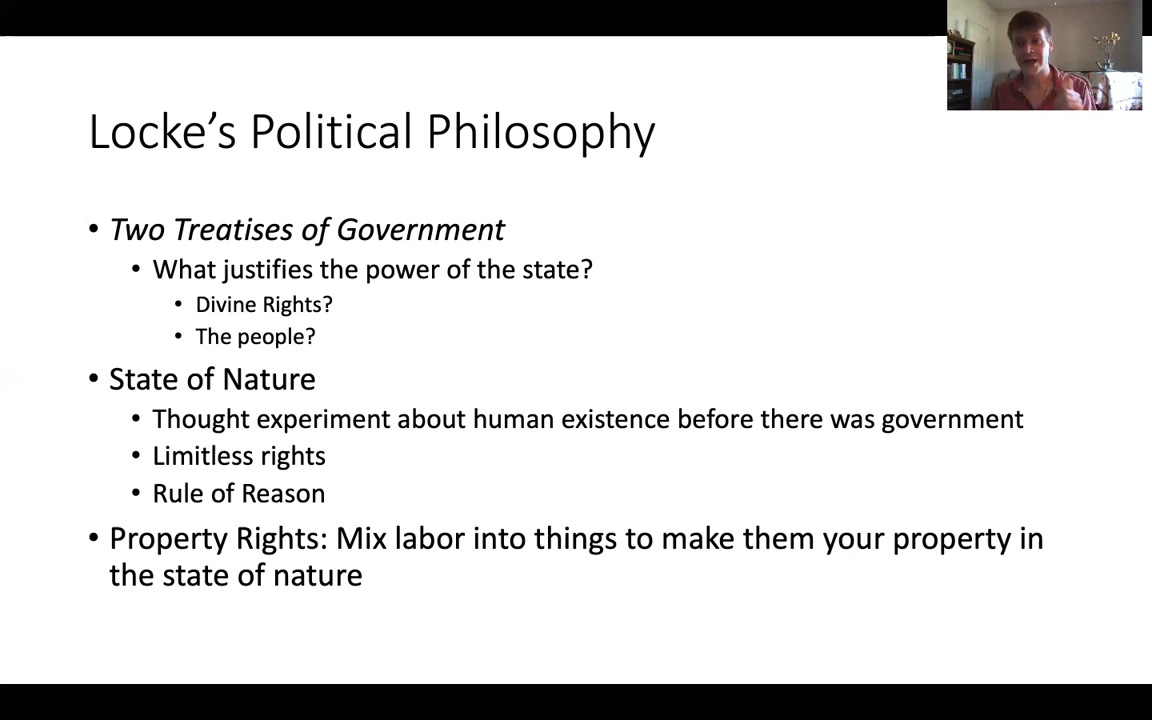 Locke’s Political Philosophy
• Two Treatises of Government
• What justifies the power of the state?
• Divine Rights?
• The people?
• State of Nature
• Thought experiment about human existence before there was government
• Limitless rights
• Rule of Reason
• Property Rights: Mix labor into things to make them your property in
the state of nature